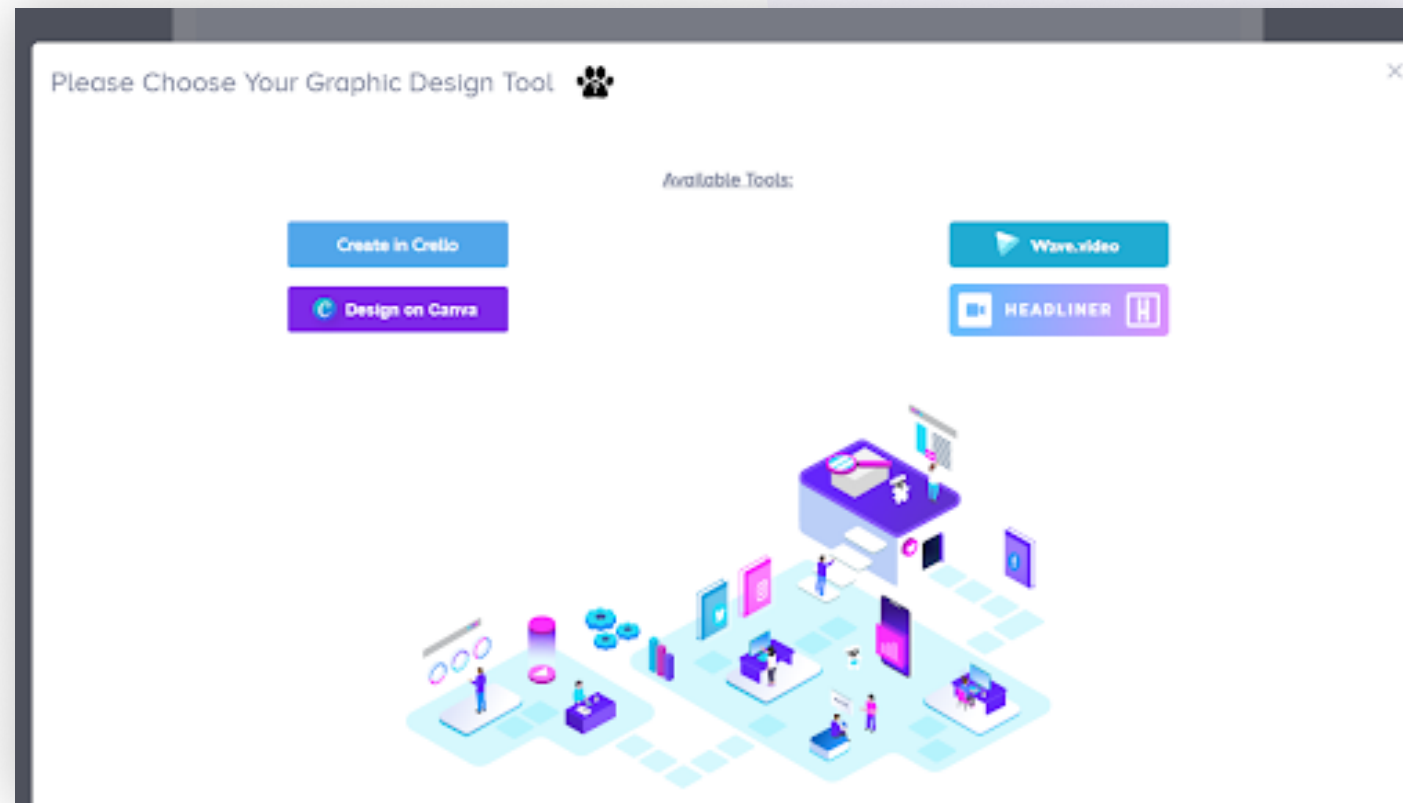 Please Choose Your Graphic Design Tool
Available Tools:
Create in Crello
Design on Canva
Wave.video
HEADLINER